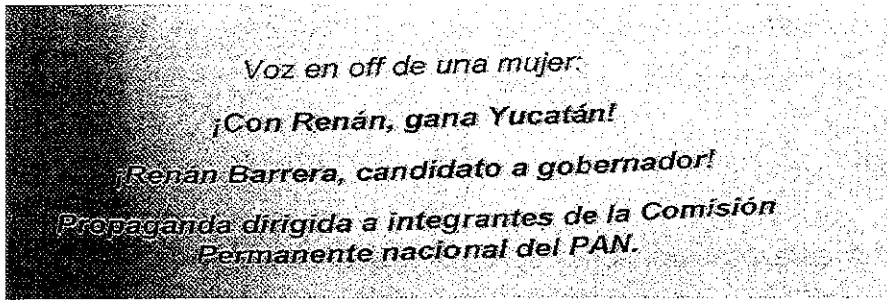 Voz en off de una mujer:
¡Con Renán, gana Yucatán!
¡Renán Barrera, candidato a gobernador!
Propaganda dirigida a integrantes de la Comisión
Permanente nacional del PAN.